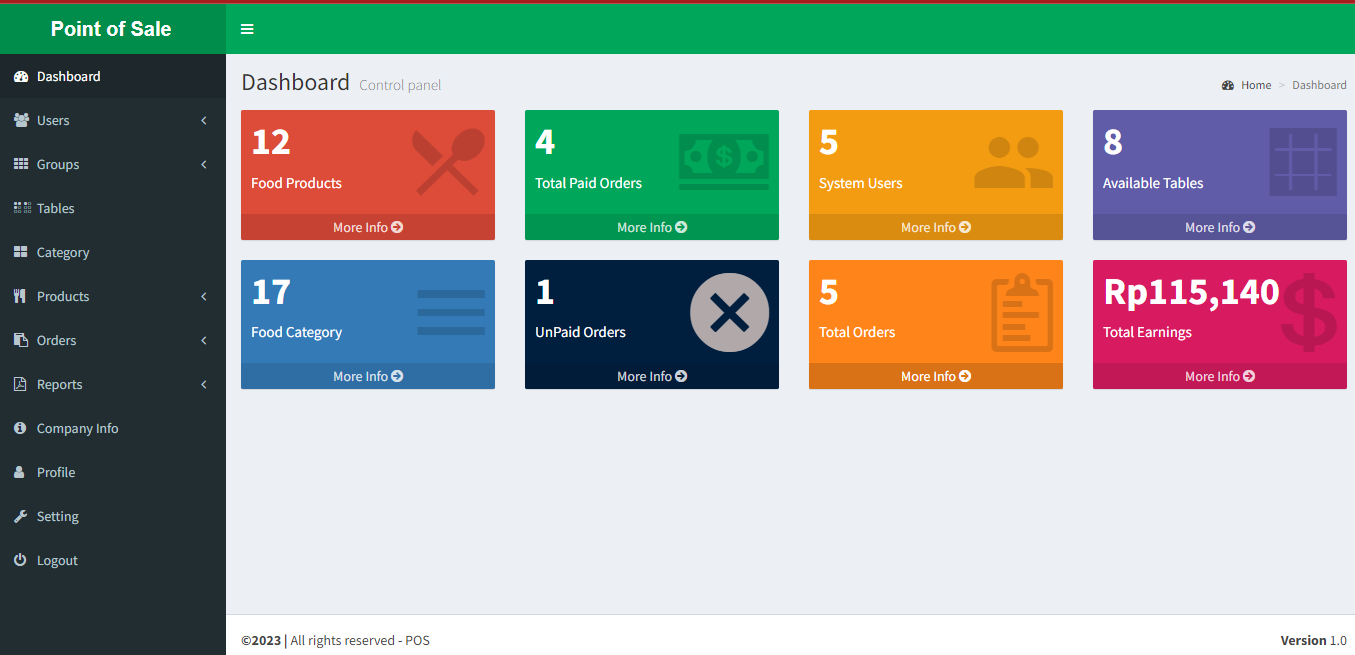 Point of Sale
Dashboard
Users
Groups
Tables
Category
Products
Orders
Reports
Company Info
Profile
Setting
Logout
Dashboard Control panel
Home > Dashboard
12
Food Products
More Info
4
Total Paid Orders
More Info
5
System Users
More Info
8
Available Tables
More Info
17
Food Category
More Info
1
UnPaid Orders
More Info
5
Total Orders
More Info
Rp115,140
Total Earnings
More Info
©2023 | All rights reserved - POS
Version 1.0